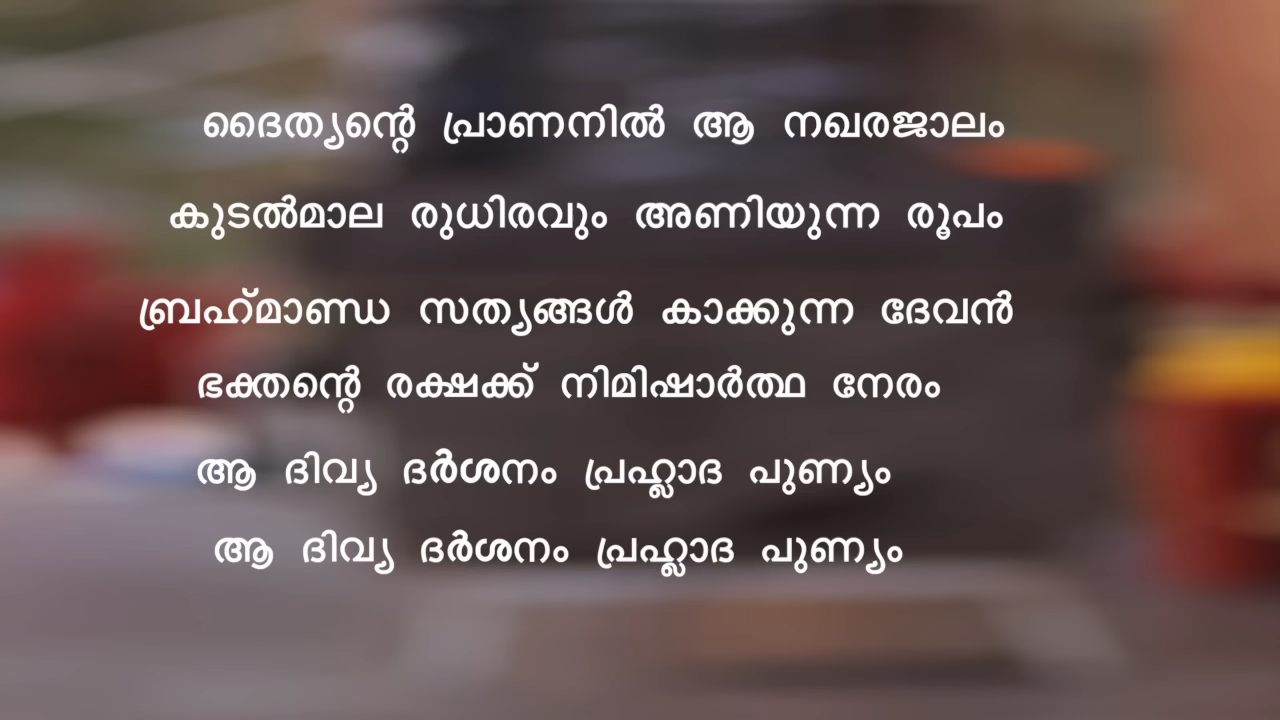 ദൈത്യന്റെ പ്രാണനിൽ ആ നഖരജാലം
കുടൽമാല രുധിരവും അണിയുന്ന രൂപം
ബ്രഹ്‌മാണ്ഡ സത്യങ്ങൾ കാക്കുന്ന ദേവൻ
ഭക്തന്റെ രക്ഷക്ക് നിമിഷാർത്ഥ നേരം
ആ ദിവ്യ ദർശനം പ്രഹ്ലാദ പുണ്യം
ആ ദിവ്യ ദർശനം പ്രഹ്ലാദ പുണ്യം